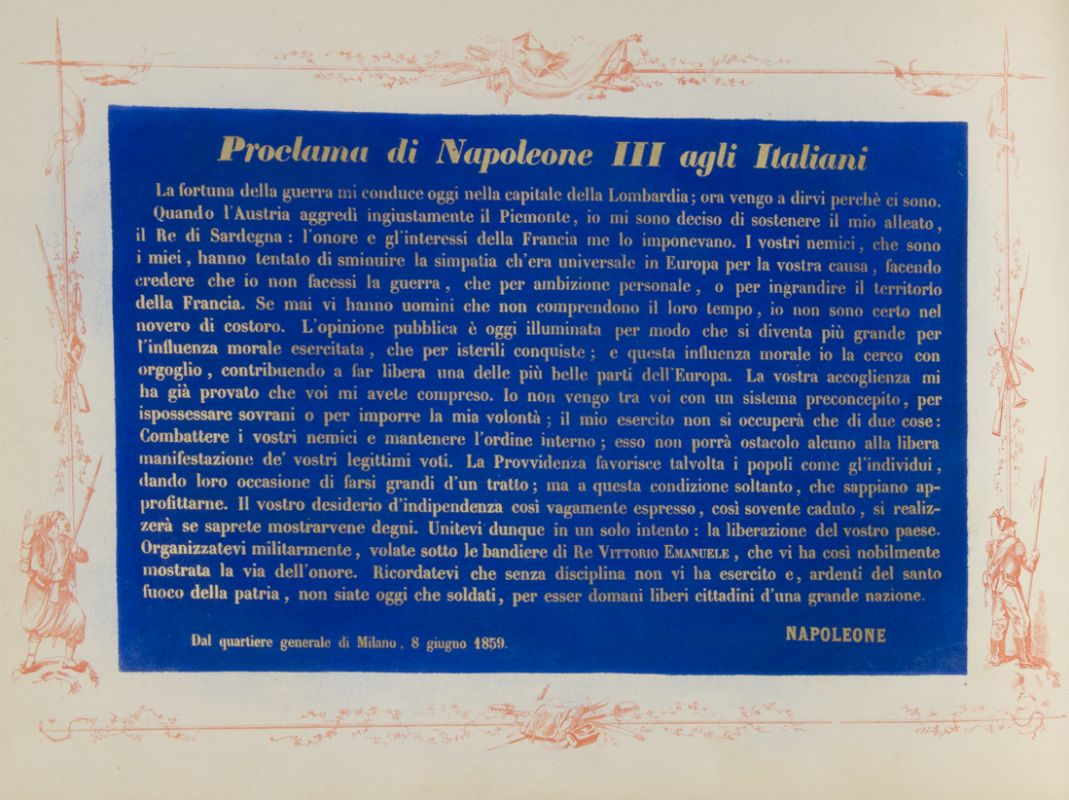 Proclama di Napoleone III agli Italiani
La fortuna della guerra mi conduce oggi nella capitale della Lombardia; ora vengo a dirvi perchè ci sono.
Quando l'Austria aggredì ingiustamente il Piemonte, io mi sono deciso di sostenere il mio alleato,
il Re di Sardegna: l'onore e gl'interessi della Francia me lo imponevano. I vostri nemici, che sono
i miei, hanno tentato di sminuire la simpatia ch'era universale in Europa per la vostra causa, facendo
credere che io non facessi la guerra, che per ambizione personale, o per ingrandire il territorio
della Francia. Se mai vi hanno uomini che non comprendono il loro tempo, io non sono certo nel
novero di costoro. L'opinione pubblica è oggi illuminata per modo che si diventa più grande per
l'influenza morale esercitata, che per isterili conquiste; e questa influenza morale io la cerco con
orgoglio, contribuendo a far libera una delle più belle parti dell'Europa. La vostra accoglienza mi
ha già provato che voi mi avete compreso. Io non vengo tra voi con un sistema preconcepito, per
ispossessare sovrani o per imporre la mia volontà; il mio esercito non si occuperà che di due cose:
Combattere i vostri nemici e mantenere l'ordine interno; esso non porrà ostacolo alcuno alla libera
manifestazione de' vostri legittimi voti. La Provvidenza favorisce talvolta i popoli come gl'individui,
dando loro occasione di farsi grandi d'un tratto; ma a questa condizione soltanto, che sappiano ap-
profittarne. Il vostro desiderio d'indipendenza così vagamente espresso, così sovente caduto, si realiz-
zerà se saprete mostrarvene degni. Unitevi dunque in un solo intento: la liberazione del vostro paese.
Organizzatevi militarmente, volate sotto le bandiere di Re VITTORIO EMANUELE, che vi ha così nobilmente
mostrata la via dell'onore. Ricordatevi che senza disciplina non vi ha esercito e, ardenti del santo
fuoco della patria, non siate oggi che soldati, per esser domani liberi cittadini d'una grande nazione.
NAPOLEONE
Dal quartiere generale di Milano, 8 giugno 1859.